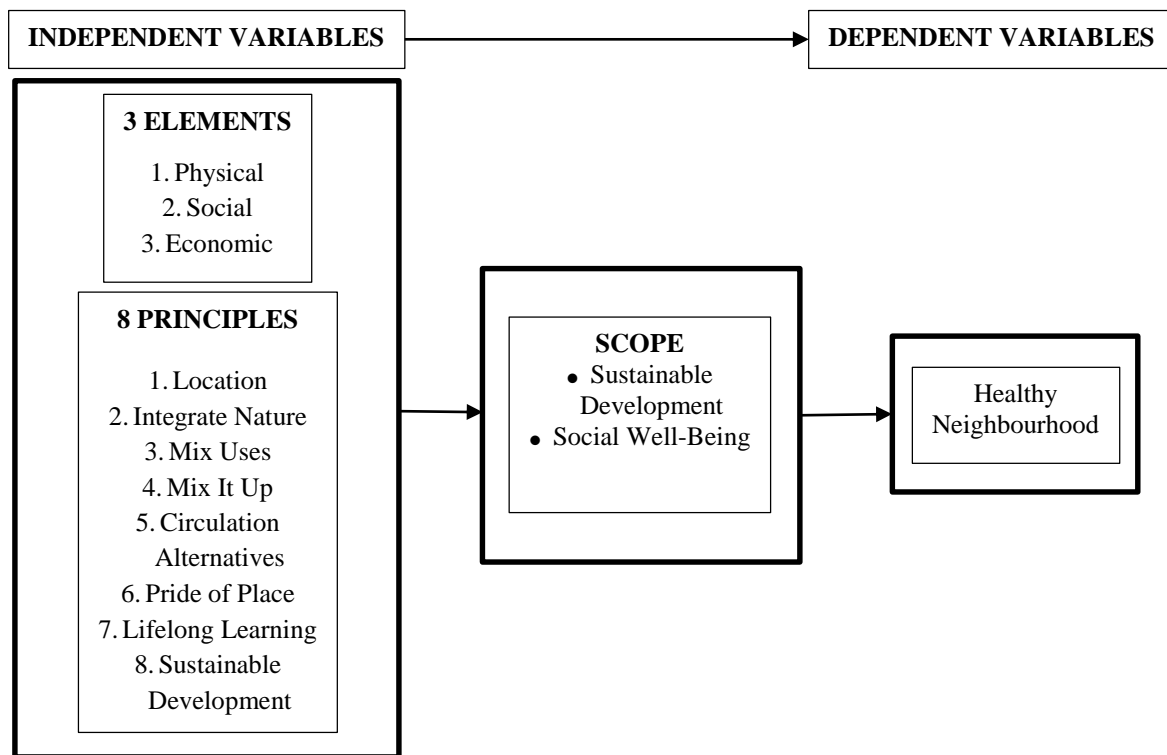 INDEPENDENT VARIABLES
DEPENDENT VARIABLES
3 ELEMENTS
1. Physical
2. Social
3. Economic
8 PRINCIPLES
1. Location
2. Integrate Nature
3. Mix Uses
4. Mix It Up
5. Circulation
Alternatives
6. Pride of Place
7. Lifelong Learning
8. Sustainable
Development
SCOPE
• Sustainable
Development
• Social Well-Being
Healthy
Neighbourhood